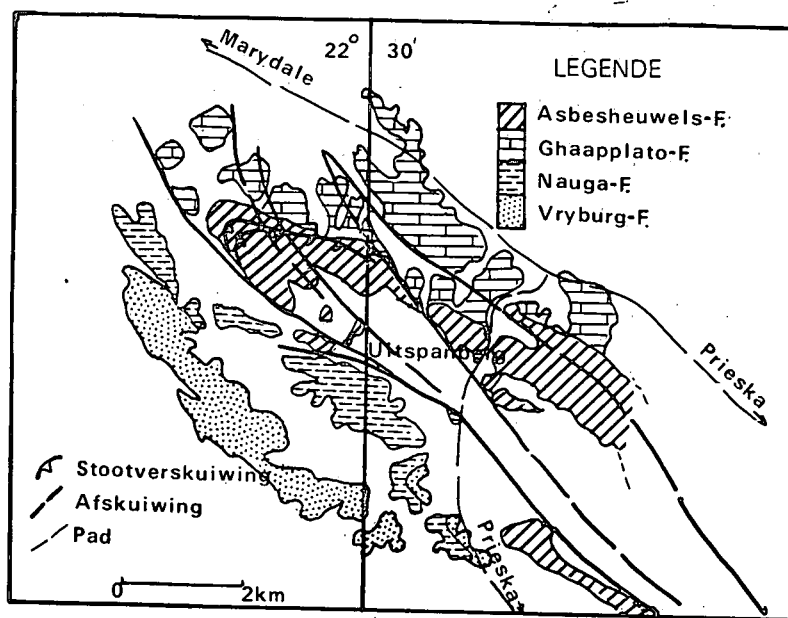 Marydale
22° 30'
LEGENDE
Asbesheuwels-F.
Ghaapplato-F.
Nauga-F.
Vryburg-F.
Uitspanberg
Prieska
Stootverskuiwing
Afskuiwing
Pad
Prieska
0 2km